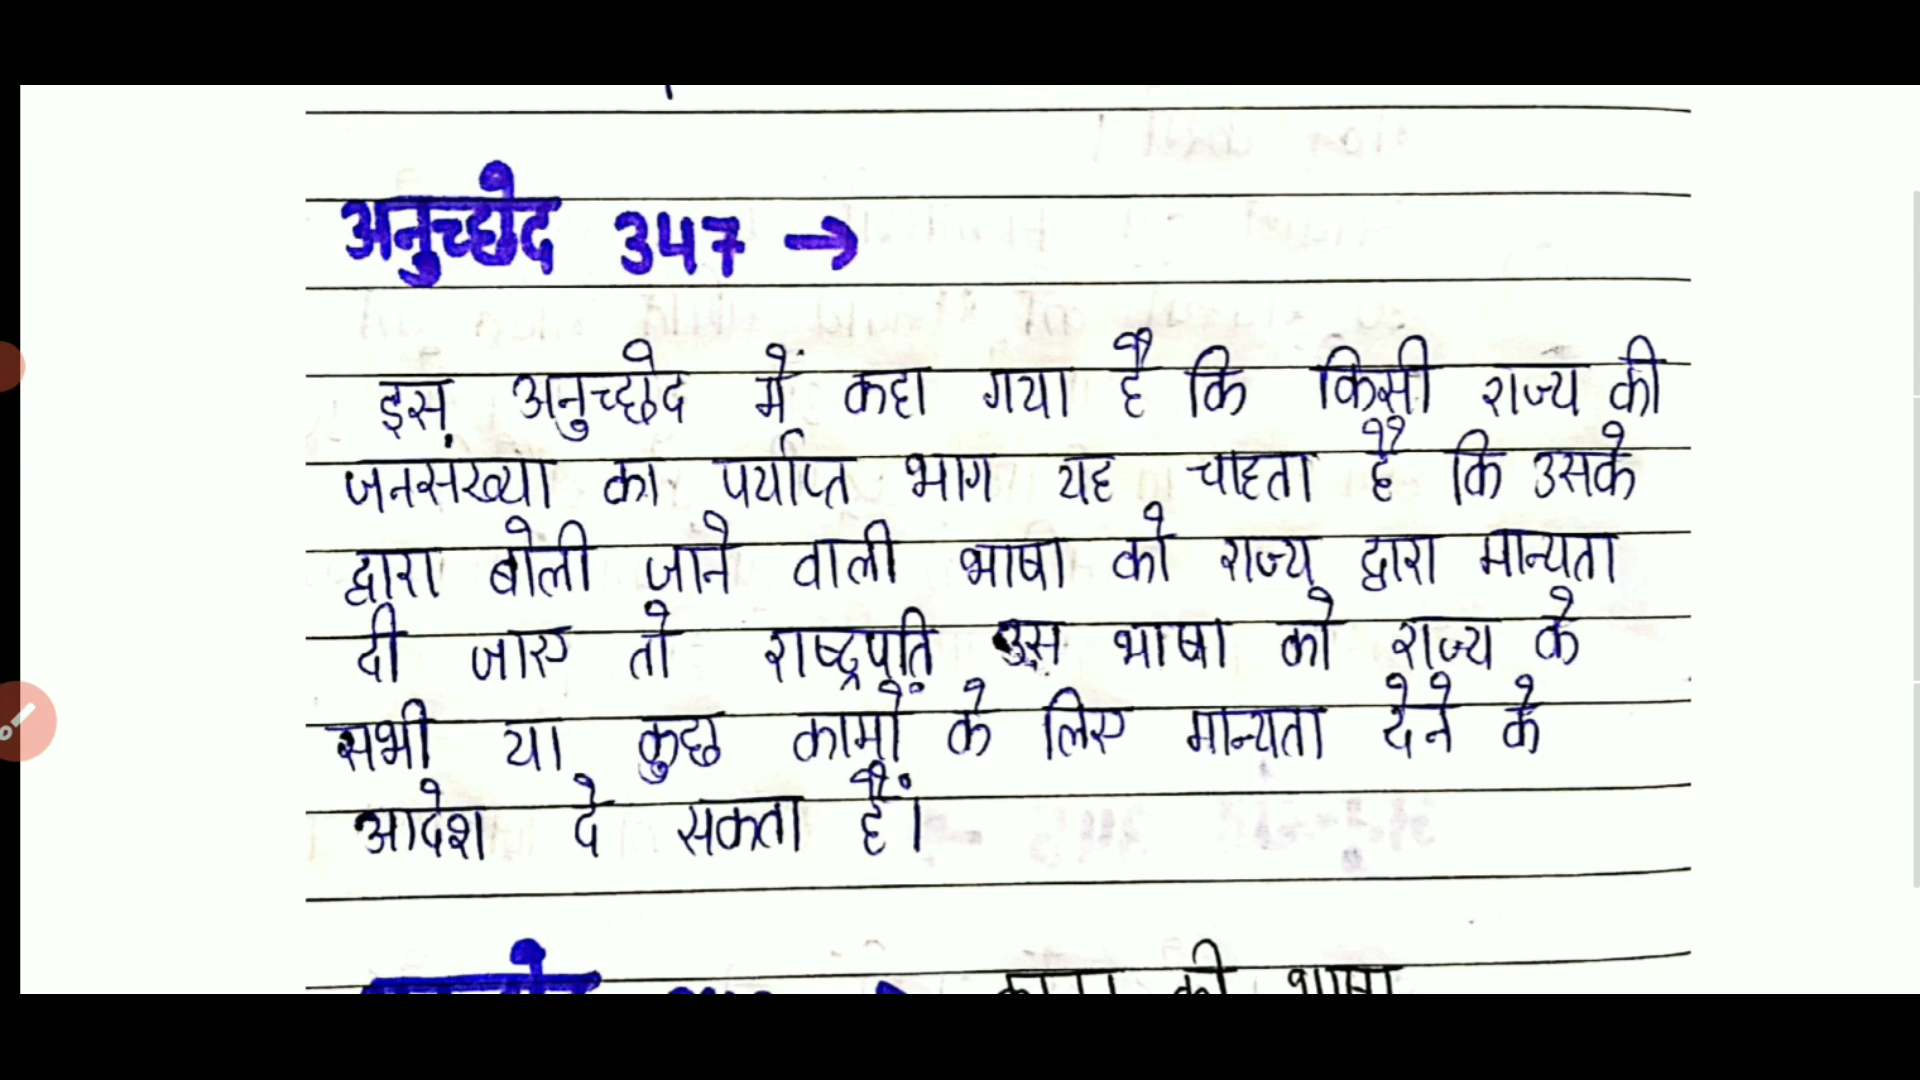 अनुच्छेद 347 →
इस अनुच्छेद में कहा गया है कि किसी राज्य की
जनसंख्या का पर्याप्त भाग यह चाहता है कि उसके
द्वारा बोली जाने वाली भाषा को राज्य द्वारा मान्यता
दी जाए तो राष्ट्रपति उस भाषा को राज्य के
सभी या कुछ कामों के लिए मान्यता देने के
आदेश दे सकता हैं।
की भाषा